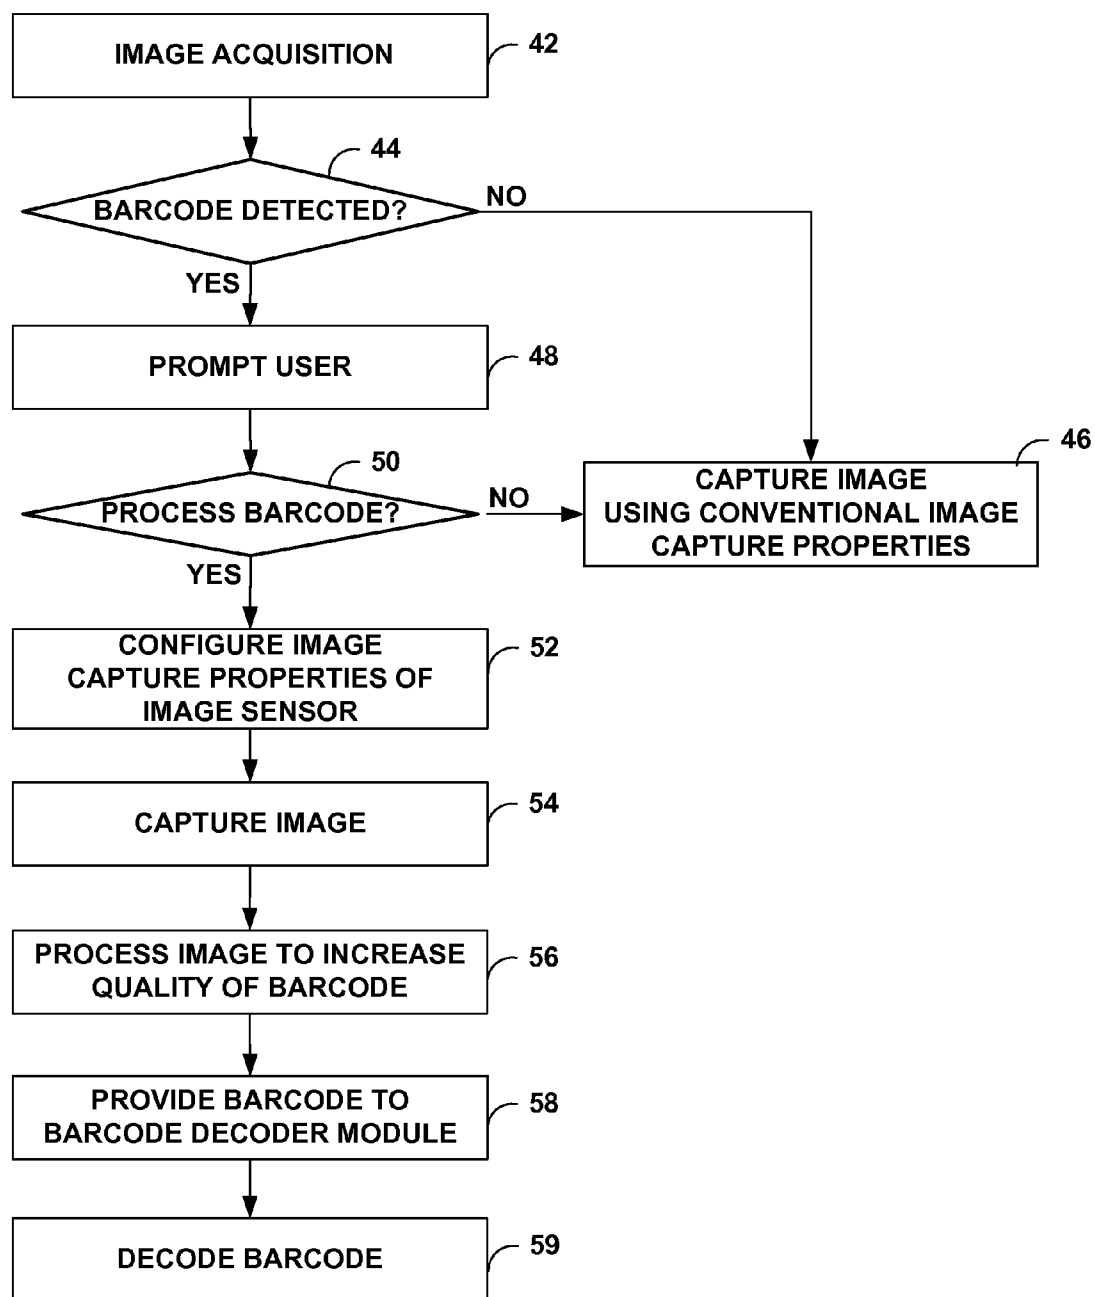 IMAGE ACQUISITION
42
44
BARCODE DETECTED?
NO
YES
PROMPT USER
48
50
PROCESS BARCODE?
NO
YES
46
CAPTURE IMAGE
USING CONVENTIONAL IMAGE
CAPTURE PROPERTIES
CONFIGURE IMAGE
CAPTURE PROPERTIES OF
IMAGE SENSOR
52
CAPTURE IMAGE
54
PROCESS IMAGE TO INCREASE
QUALITY OF BARCODE
56
PROVIDE BARCODE TO
BARCODE DECODER MODULE
58
DECODE BARCODE
59